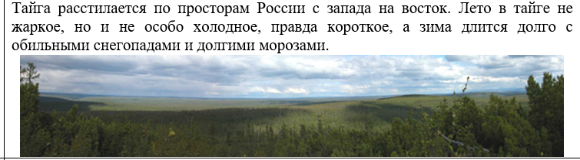 Тайга расстилается по просторам России с запада на восток. Лето в тайге не
жаркое, но и не особо холодное, правда короткое, а зима длится долго с
обильными снегопадами и долгими морозами.